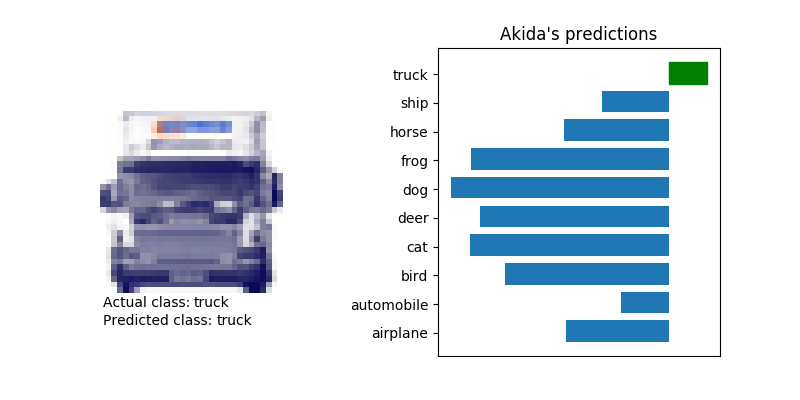 Akida's predictions
truck
ship
horse
frog
dog
deer
cat
bird
automobile
airplane
Actual class: truck
Predicted class: truck